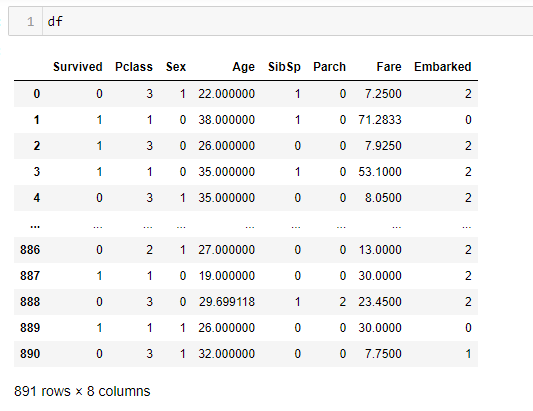 1 df
Survived Pclass Sex Age SibSp Parch Fare Embarked
0 0 3 1 22.000000 1 0 7.2500 2
1 1 1 0 38.000000 1 0 71.2833 0
2 1 3 0 26.000000 0 0 7.9250 2
3 1 1 0 35.000000 1 0 53.1000 2
4 0 3 1 35.000000 0 0 8.0500 2
... ... ... ... ... ... ... ... ...
886 0 2 1 27.000000 0 0 13.0000 2
887 1 1 0 19.000000 0 0 30.0000 2
888 0 3 0 29.699118 1 2 23.4500 2
889 1 1 1 26.000000 0 0 30.0000 0
890 0 3 1 32.000000 0 0 7.7500 1
891 rows × 8 columns